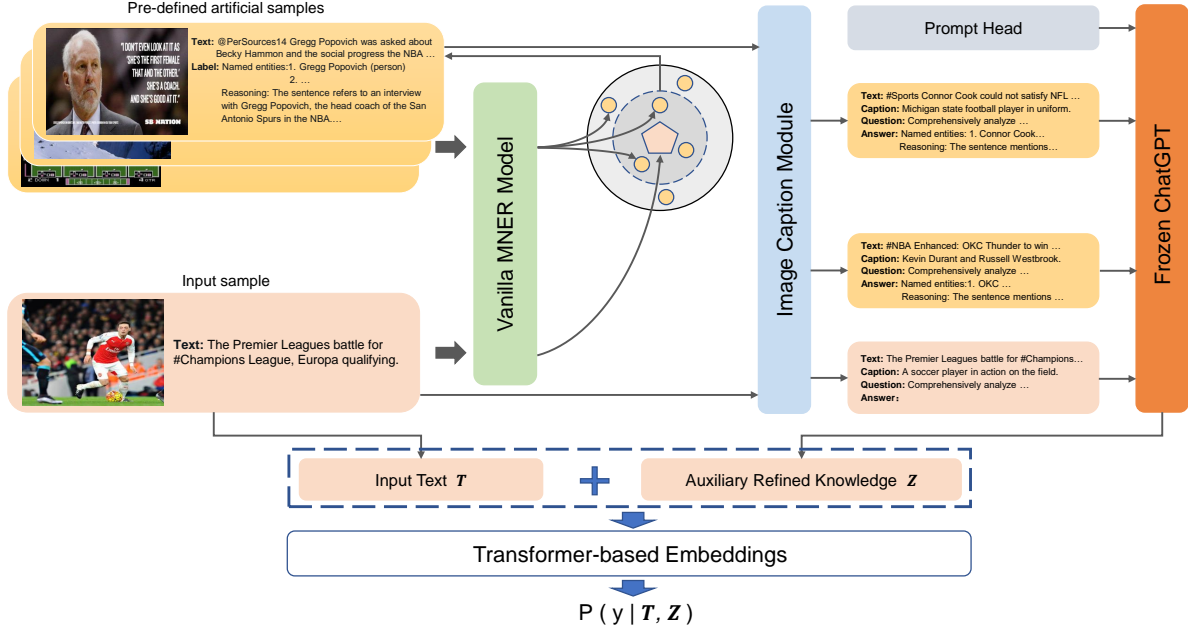 Pre-defined artificial samples
"I DON'T EVEN LOOK AT IT AS
'SHE'S THE FIRST FEMALE
THAT AND THE OTHER.'
SHE'S A COACH.
AND SHE'S GOOD AT IT."
SB NATION
Text: @PerSources14 Gregg Popovich was asked about
Becky Hammon and the social progress the NBA …
Label: Named entities:1. Gregg Popovich (person)
2. …
Reasoning: The sentence refers to an interview
with Gregg Popovich, the head coach of the San
Antonio Spurs in the NBA.…
Input sample
Text: The Premier Leagues battle for
#Champions League, Europa qualifying.
Vanilla MNER Model
Image Caption Module
Prompt Head
Text: #Sports Connor Cook could not satisfy NFL …
Caption: Michigan state football player in uniform.
Question: Comprehensively analyze …
Answer: Named entities: 1. Connor Cook…
Reasoning: The sentence mentions…
Text: #NBA Enhanced: OKC Thunder to win …
Caption: Kevin Durant and Russell Westbrook.
Question: Comprehensively analyze …
Answer: Named entities:1. OKC …
Reasoning: The sentence mentions …
Text: The Premier Leagues battle for #Champions…
Caption: A soccer player in action on the field.
Question: Comprehensively analyze …
Answer：
Frozen ChatGPT
Input Text T
+
Auxiliary Refined Knowledge Z
Transformer-based Embeddings
P ( y | T, Z )